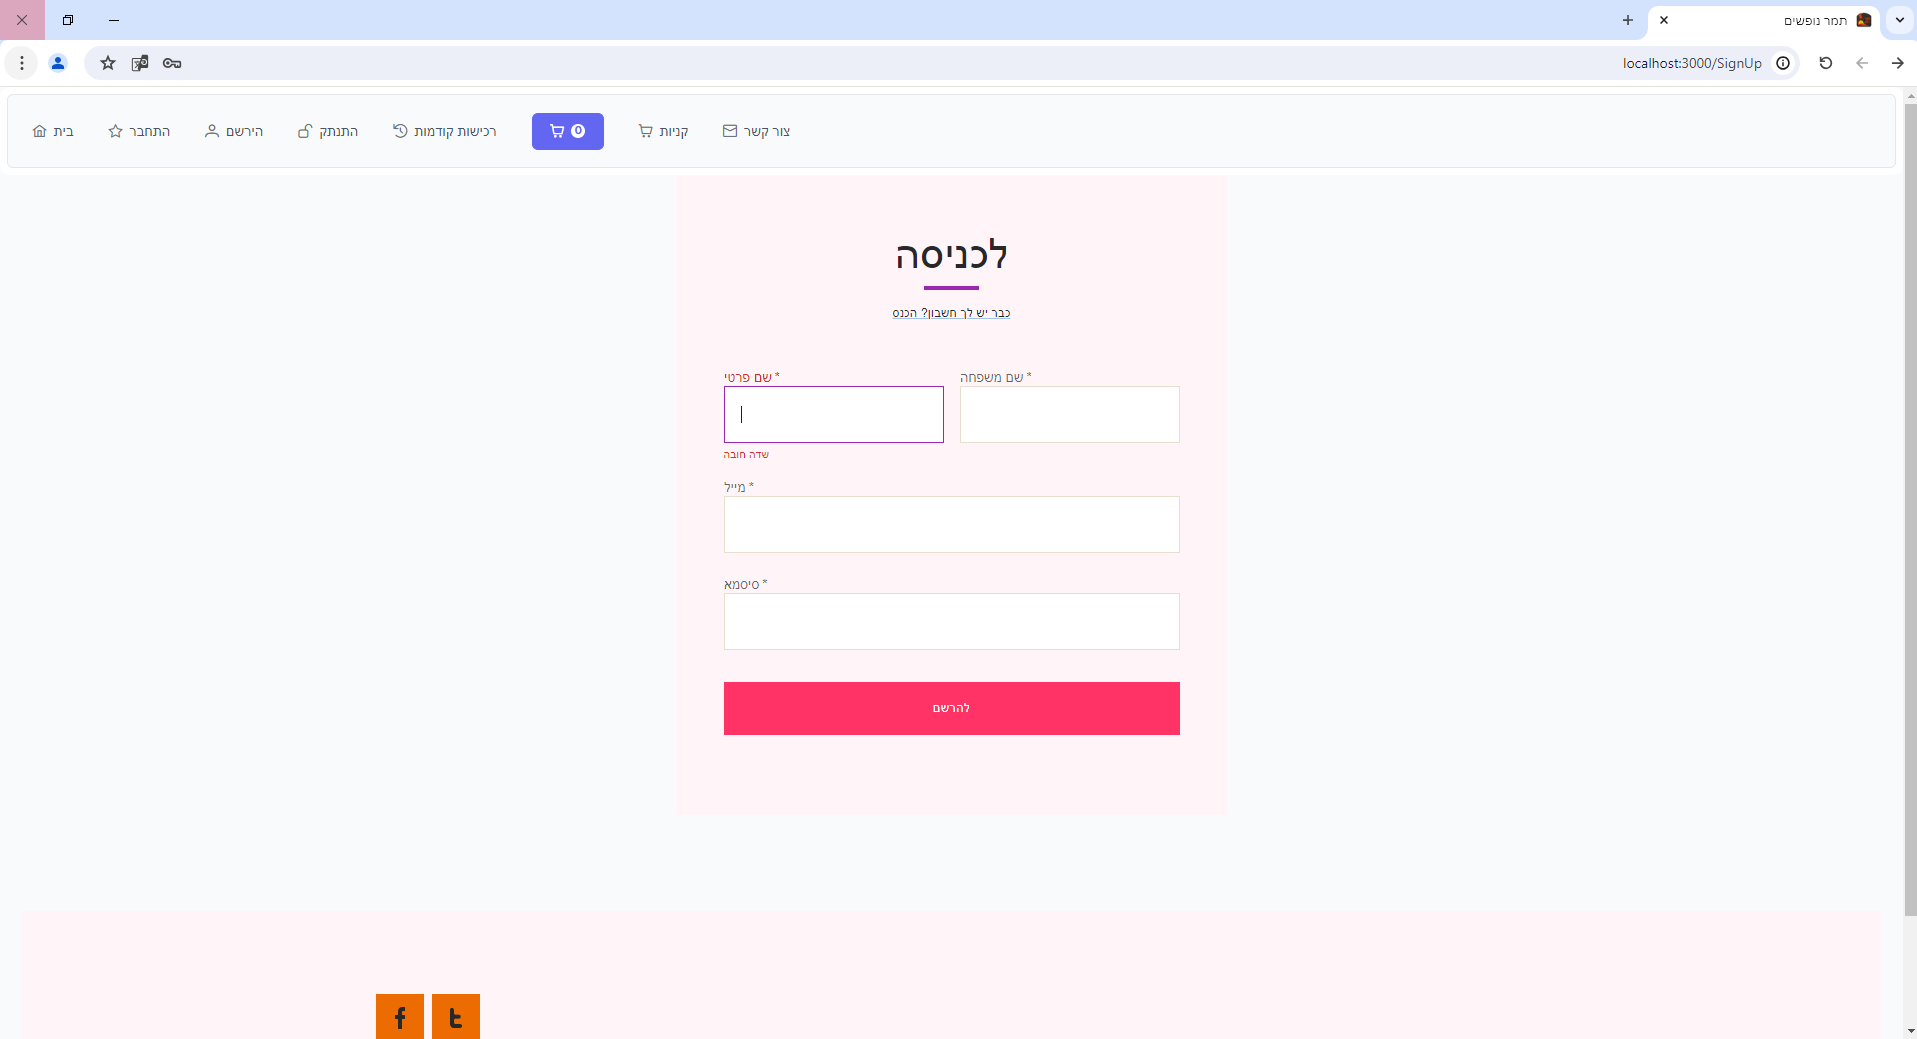 תמר נופשים
localhost:3000/SignUp
בית
התחבר
הירשם
התנתק
רכישות קודמות
0
קניות
צור קשר
לכניסה
כבר יש לך חשבון? הכנס
שם פרטי *
שם משפחה *
שדה חובה
מייל *
סיסמא *
להרשם